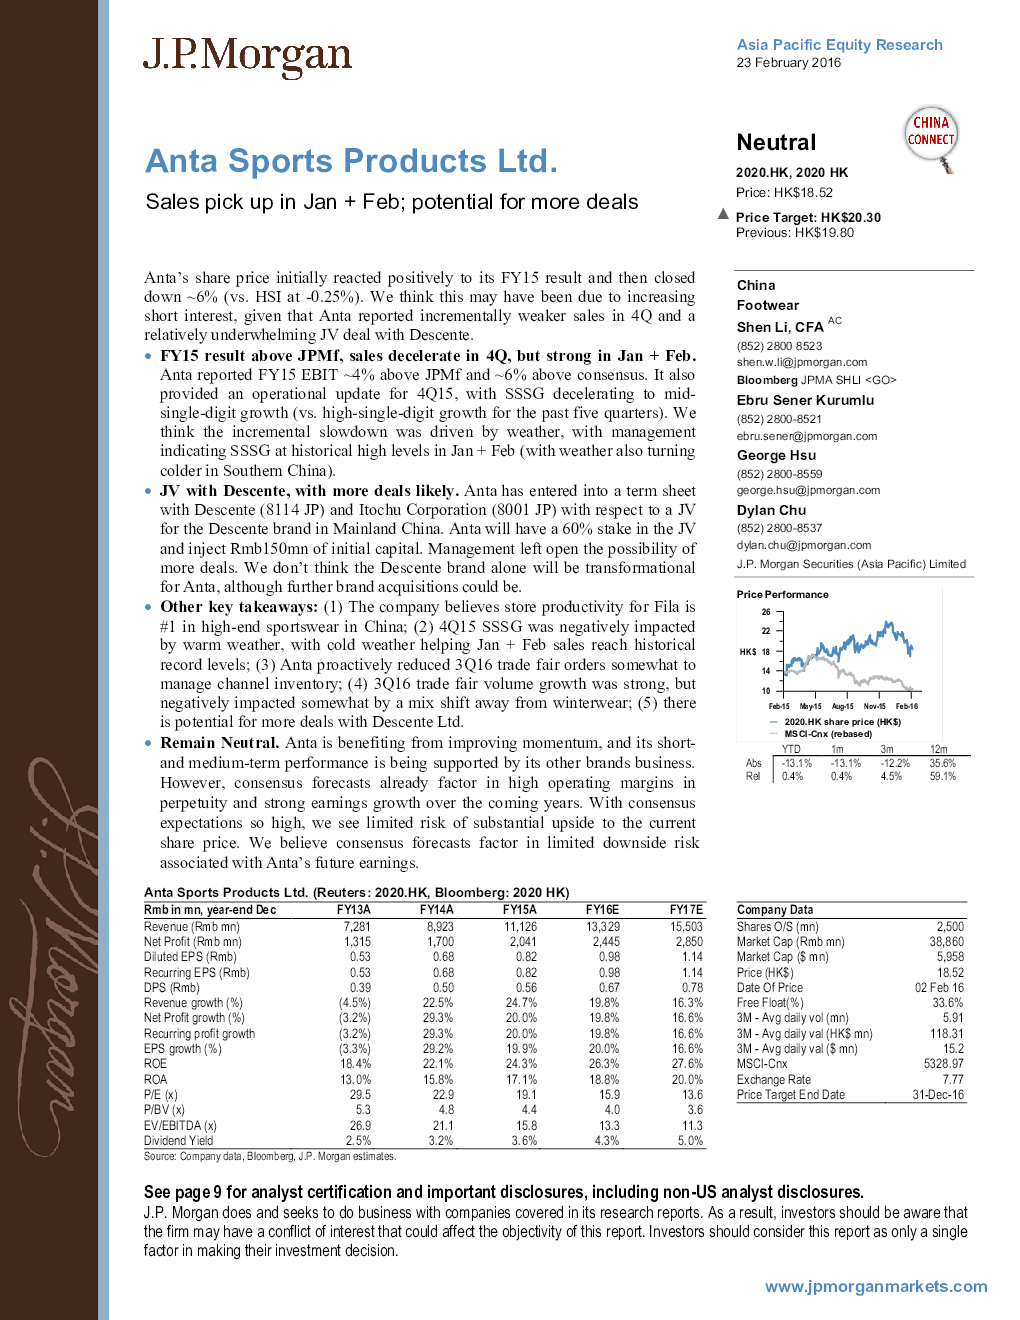 J.P.Morgan
Asia Pacific Equity Research
23 February 2016
Anta Sports Products Ltd.
Sales pick up in Jan + Feb; potential for more deals
Neutral
CHINA
CONNECT
2020.HK, 2020 HK
Price: HK$18.52
▲ Price Target: HK$20.30
Previous: HK$19.80
Anta's share price initially reacted positively to its FY15 result and then closed
down ~6% (vs. HSI at -0.25%). We think this may have been due to increasing
short interest, given that Anta reported incrementally weaker sales in 4Q and a
relatively underwhelming JV deal with Descente.
• FY15 result above JPMf, sales decelerate in 4Q, but strong in Jan + Feb.
Anta reported FY15 EBIT ~4% above JPMf and ~6% above consensus. It also
provided an operational update for 4Q15, with SSSG decelerating to mid-
single-digit growth (vs. high-single-digit growth for the past five quarters). We
think the incremental slowdown was driven by weather, with management
indicating SSSG at historical high levels in Jan + Feb (with weather also turning
colder in Southern China).
• JV with Descente, with more deals likely. Anta has entered into a term sheet
with Descente (8114 JP) and Itochu Corporation (8001 JP) with respect to a JV
for the Descente brand in Mainland China. Anta will have a 60% stake in the JV
and inject Rmb150mn of initial capital. Management left open the possibility of
more deals. We don't think the Descente brand alone will be transformational
for Anta, although further brand acquisitions could be.
• Other key takeaways: (1) The company believes store productivity for Fila is
#1 in high-end sportswear in China; (2) 4Q15 SSSG was negatively impacted
by warm weather, with cold weather helping Jan + Feb sales reach historical
record levels; (3) Anta proactively reduced 3Q16 trade fair orders somewhat to
manage channel inventory; (4) 3Q16 trade fair volume growth was strong, but
negatively impacted somewhat by a mix shift away from winterwear; (5) there
is potential for more deals with Descente Ltd.
• Remain Neutral. Anta is benefiting from improving momentum, and its short-
and medium-term performance is being supported by its other brands business.
However, consensus forecasts already factor in high operating margins in
perpetuity and strong earnings growth over the coming years. With consensus
expectations so high, we see limited risk of substantial upside to the current
share price. We believe consensus forecasts factor in limited downside risk
associated with Anta's future earnings.
China
Footwear
Shen Li, CFA AC
(852) 2800 8523
shen.w.li@jpmorgan.com
Bloomberg JPMA SHLI <GO>
Ebru Sener Kurumlu
(852) 2800-8521
ebru.sener@jpmorgan.com
George Hsu
(852) 2800-8559
george.hsu@jpmorgan.com
Dylan Chu
(852) 2800-8537
dylan.chu@jpmorgan.com
J.P. Morgan Securities (Asia Pacific) Limited
Price Performance
26
22
HK$ 18
14
10
Feb-15 May-15 Aug-15 Nov-15 Feb-16
2020.HK share price (HK$)
MSCI-Cnx (rebased)
YTD 1m 3m 12m
Abs -13.1% -13.1% -12.2% 35.6%
Rel 0.4% 0.4% 4.5% 59.1%
Anta Sports Products Ltd. (Reuters: 2020.HK, Bloomberg: 2020 HK)
Rmb in mn, year-end Dec FY13A FY14A FY15A FY16E FY17E
Revenue (Rmb mn) 7,281 8,923 11,126 13,329 15,503
Net Profit (Rmb mn) 1,315 1,700 2,041 2,445 2,850
Diluted EPS (Rmb) 0.53 0.68 0.82 0.98 1.14
Recurring EPS (Rmb) 0.53 0.68 0.82 0.98 1.14
DPS (Rmb) 0.39 0.50 0.56 0.67 0.78
Revenue growth (%) (4.5%) 22.5% 24.7% 19.8% 16.3%
Net Profit growth (%) (3.2%) 29.3% 20.0% 19.8% 16.6%
Recurring profit growth (3.2%) 29.3% 20.0% 19.8% 16.6%
EPS growth (%) (3.3%) 29.2% 19.9% 20.0% 16.6%
ROE 18.4% 22.1% 24.3% 26.3% 27.6%
ROA 13.0% 15.8% 17.1% 18.8% 20.0%
P/E (x) 29.5 22.9 19.1 15.9 13.6
P/BV (x) 5.3 4.8 4.4 4.0 3.6
EV/EBITDA (x) 26.9 21.1 15.8 13.3 11.3
Dividend Yield 2.5% 3.2% 3.6% 4.3% 5.0%
Source: Company data, Bloomberg, J.P. Morgan estimates.
Company Data
Shares O/S (mn) 2,500
Market Cap (Rmb mn) 38,860
Market Cap ($ mn) 5,958
Price (HK$) 18.52
Date Of Price 02 Feb 16
Free Float(%) 33.6%
3M - Avg daily vol (mn) 5.91
3M - Avg daily val (HK$ mn) 118.31
3M - Avg daily val ($ mn) 15.2
MSCI-Cnx 5328.97
Exchange Rate 7.77
Price Target End Date 31-Dec-16
See page 9 for analyst certification and important disclosures, including non-US analyst disclosures.
J.P. Morgan does and seeks to do business with companies covered in its research reports. As a result, investors should be aware that
the firm may have a conflict of interest that could affect the objectivity of this report. Investors should consider this report as only a single
factor in making their investment decision.
www.jpmorganmarkets.com
J.P.Morgan